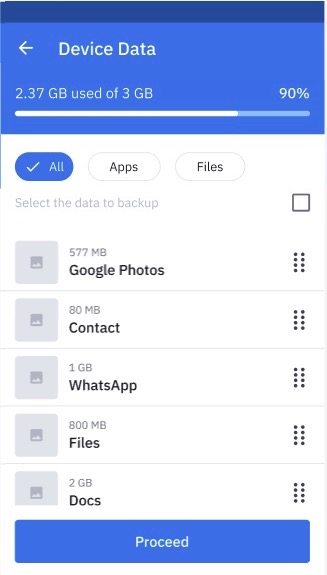 Device Data
2.37 GB used of 3 GB 90%
All Apps Files
Select the data to backup
577 MB
Google Photos
80 MB
Contact
1 GB
WhatsApp
800 MB
Files
2 GB
Docs
Proceed